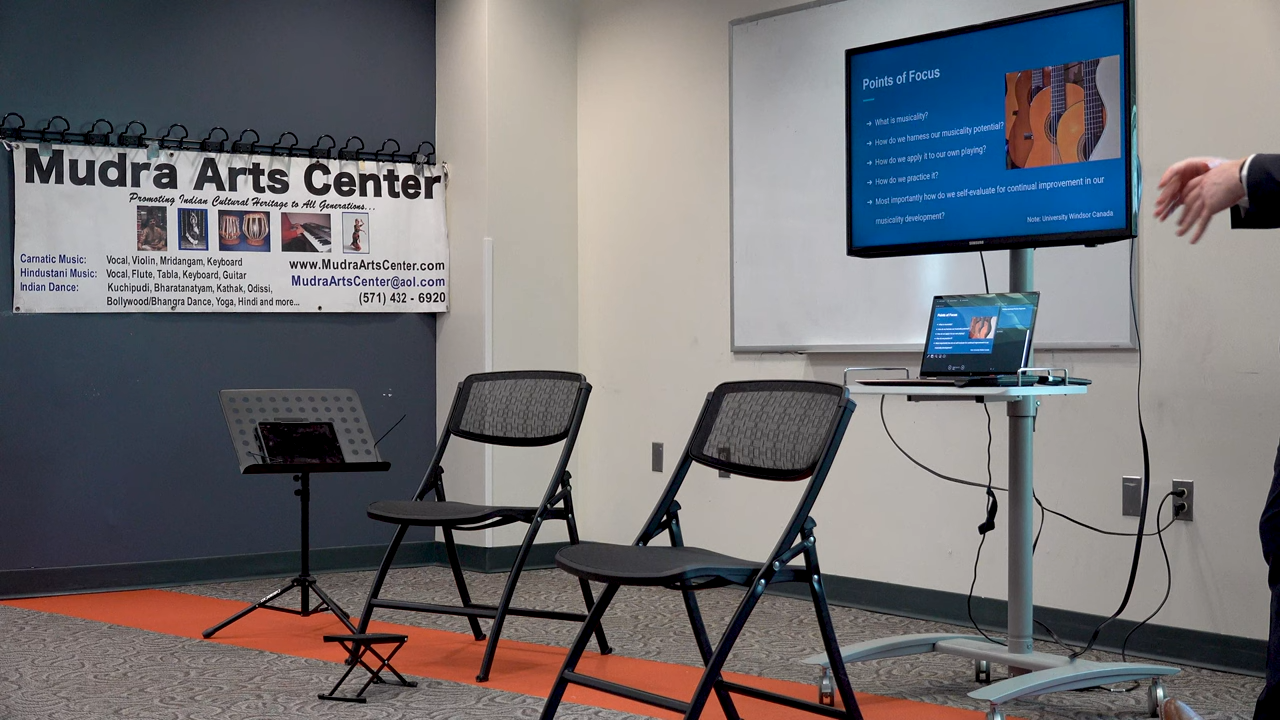 Mudra Arts Center
Promoting Indian Cultural Heritage to All Generations...
Carnatic Music: Vocal, Violin, Mridangam, Keyboard
Hindustani Music: Vocal, Flute, Tabla, Keyboard, Guitar
Indian Dance: Kuchipudi, Bharatanatyam, Kathak, Odissi,
Bollywood/Bhangra Dance, Yoga, Hindi and more...
www.MudraArtsCenter.com
MudraArtsCenter@aol.com
(571) 432 - 6920
Points of Focus
→ What is musicality?
→ How do we harness our musicality potential?
→ How do we apply it to our own playing?
→ How do we practice it?
→ Most importantly how do we self-evaluate for continual improvement in our
musicality development?
Note: University Windsor Canada
SAMSUNG
Points of Focus